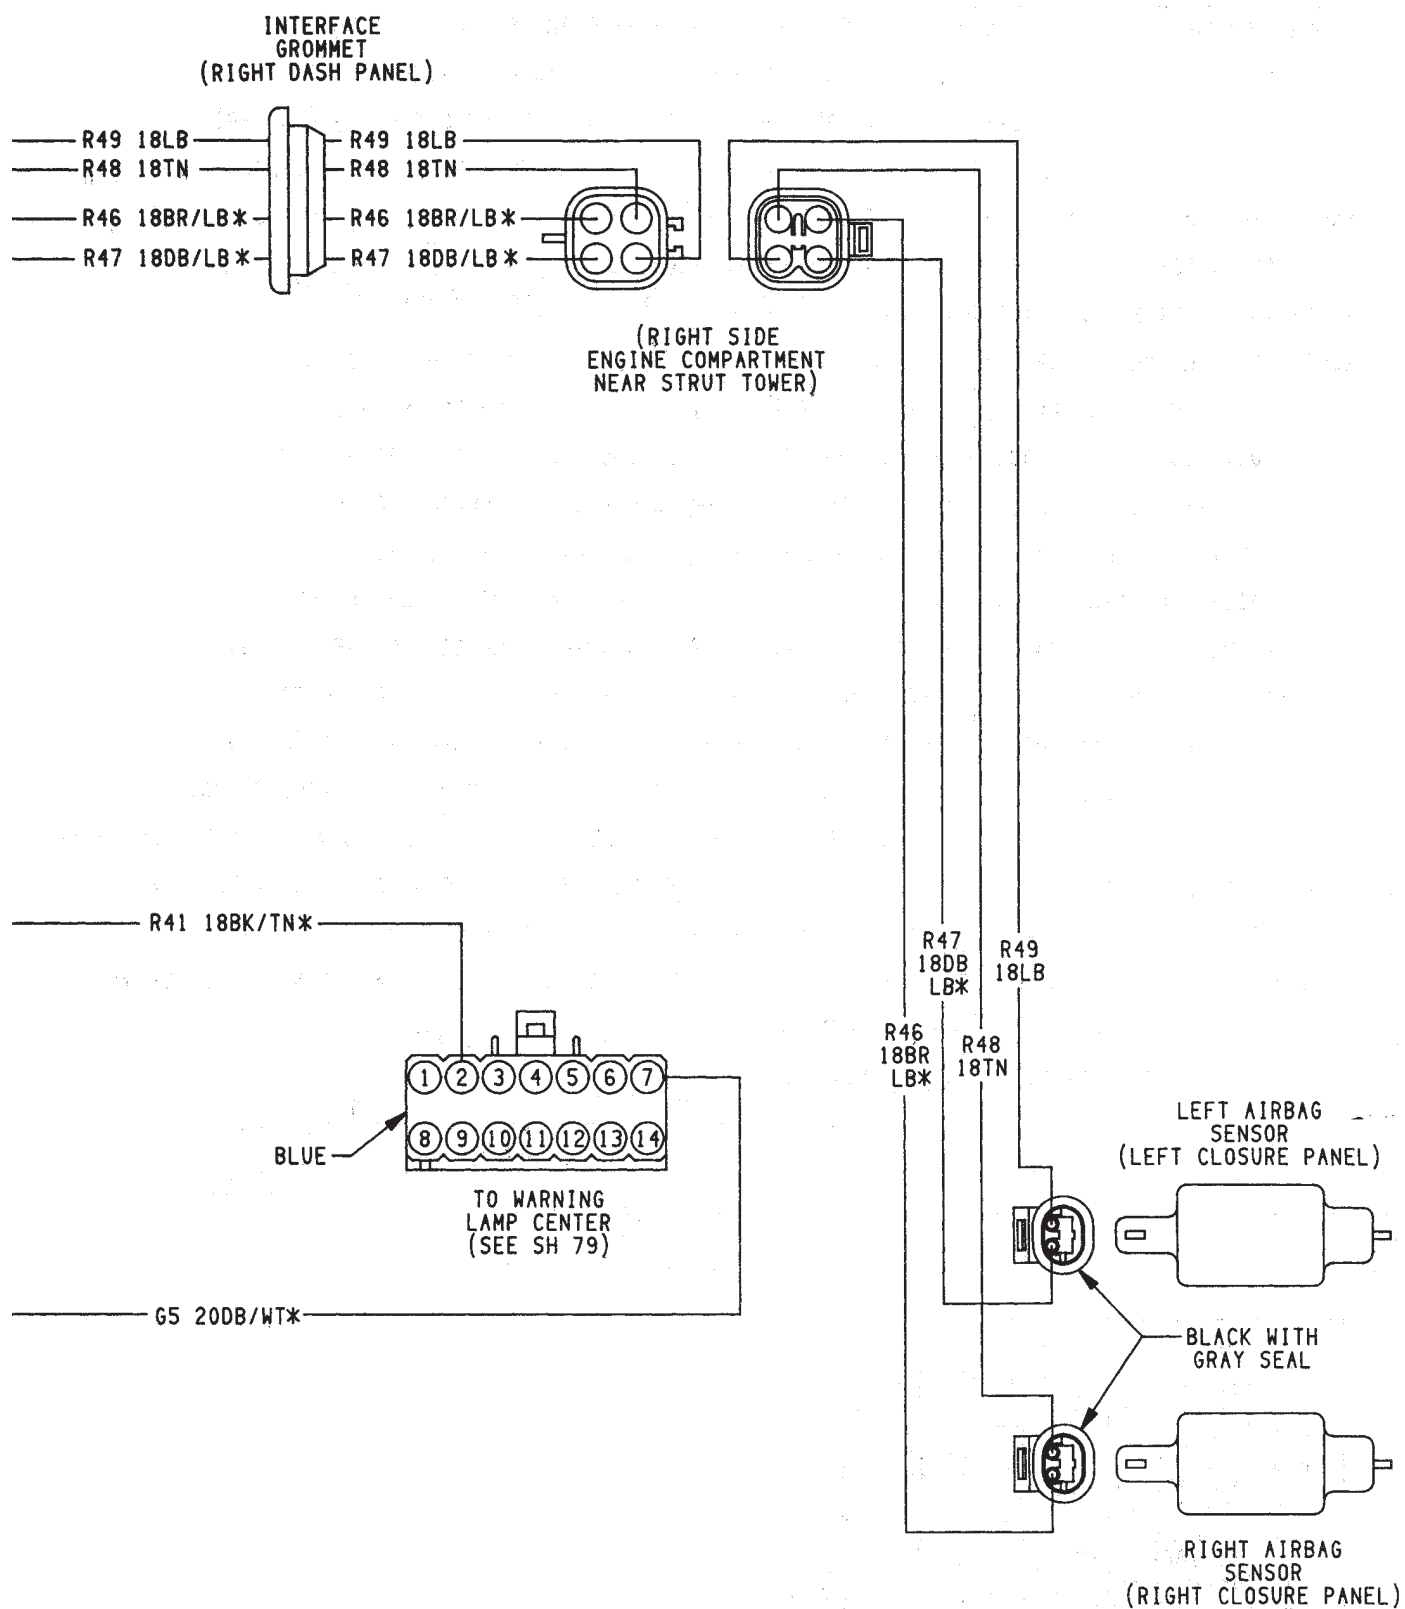 INTERFACE
GROMMET
(RIGHT DASH PANEL)
R49 18LB
R49 18LB
R48 18TN
R48 18TN
R46 18BR/LB*
R46 18BR/LB*
R47 18DB/LB*
R47 18DB/LB*
(RIGHT SIDE
ENGINE COMPARTMENT
NEAR STRUT TOWER)
R41 18BK/TN*
R47
18DB
LB*
R49
18LB
R46
18BR
LB*
R48
18TN
1 2 3 4 5 6 7
8 9 10 11 12 13 14
BLUE
TO WARNING
LAMP CENTER
(SEE SH 79)
G5 20DB/WT*
LEFT AIRBAG
SENSOR
(LEFT CLOSURE PANEL)
BLACK WITH
GRAY SEAL
RIGHT AIRBAG
SENSOR
(RIGHT CLOSURE PANEL)